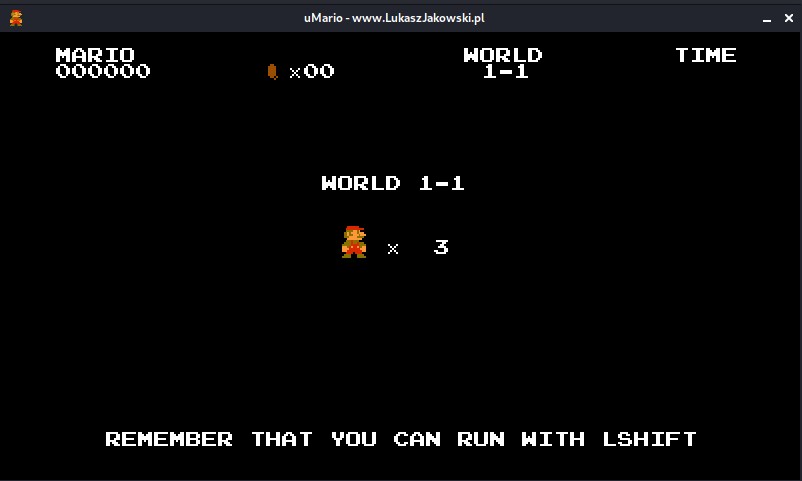 uMario - www.LukaszJakowski.pl
MARIO WORLD TIME
000000 x00 1-1
WORLD 1-1
x 3
REMEMBER THAT YOU CAN RUN WITH LSHIFT